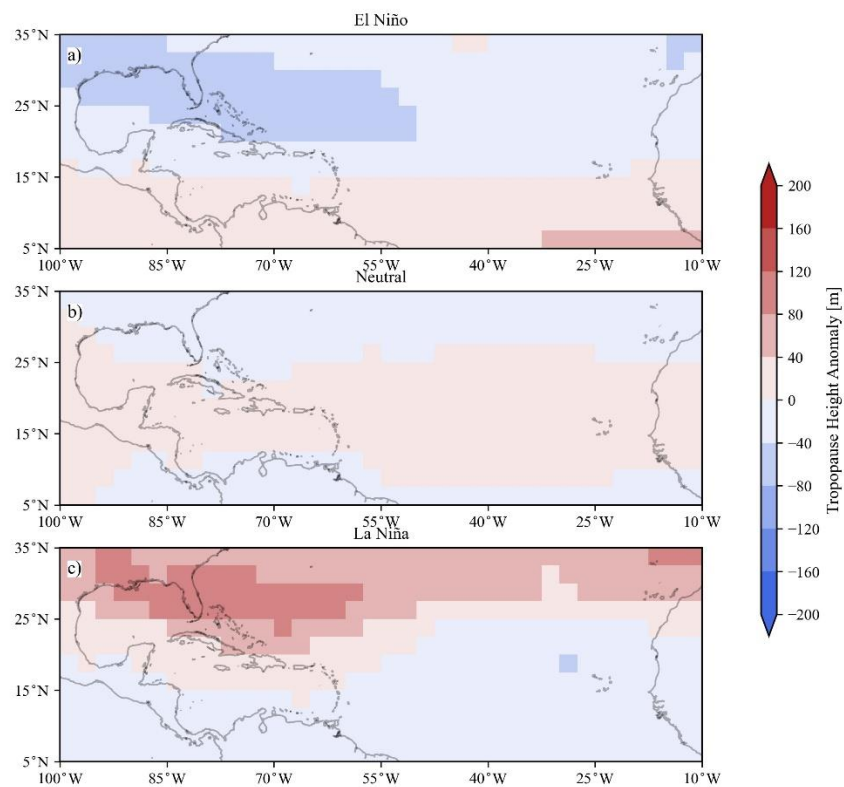 El Niño
a)
35°N
25°N
15°N
5°N
100°W 85°W 70°W 55°W 40°W 25°W 10°W
Neutral
b)
35°N
25°N
15°N
5°N
100°W 85°W 70°W 55°W 40°W 25°W 10°W
La Niña
c)
35°N
25°N
15°N
5°N
100°W 85°W 70°W 55°W 40°W 25°W 10°W
200
160
120
80
40
0
−40
−80
−120
−160
−200
Tropopause Height Anomaly [m]